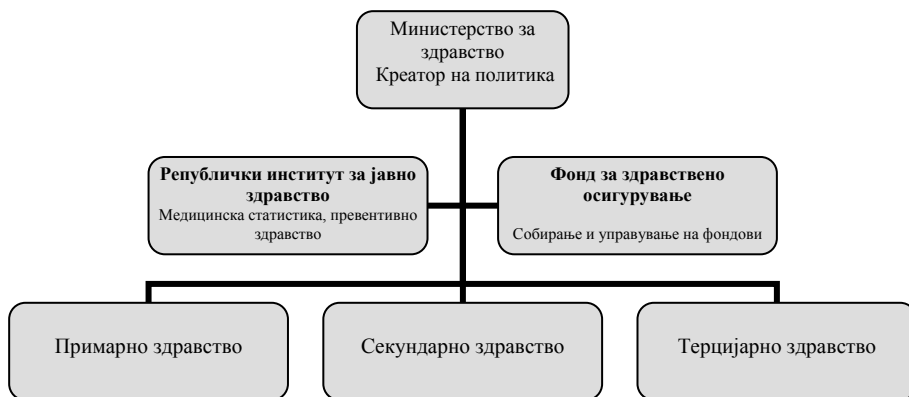 Министерство за
здравство
Креатор на политика
Републички институт за јавно
здравство
Медицинска статистика, превентивно
здравство
Фонд за здравствено
осигурување
Собирање и управување на фондови
Примарно здравство
Секундарно здравство
Терцијарно здравство